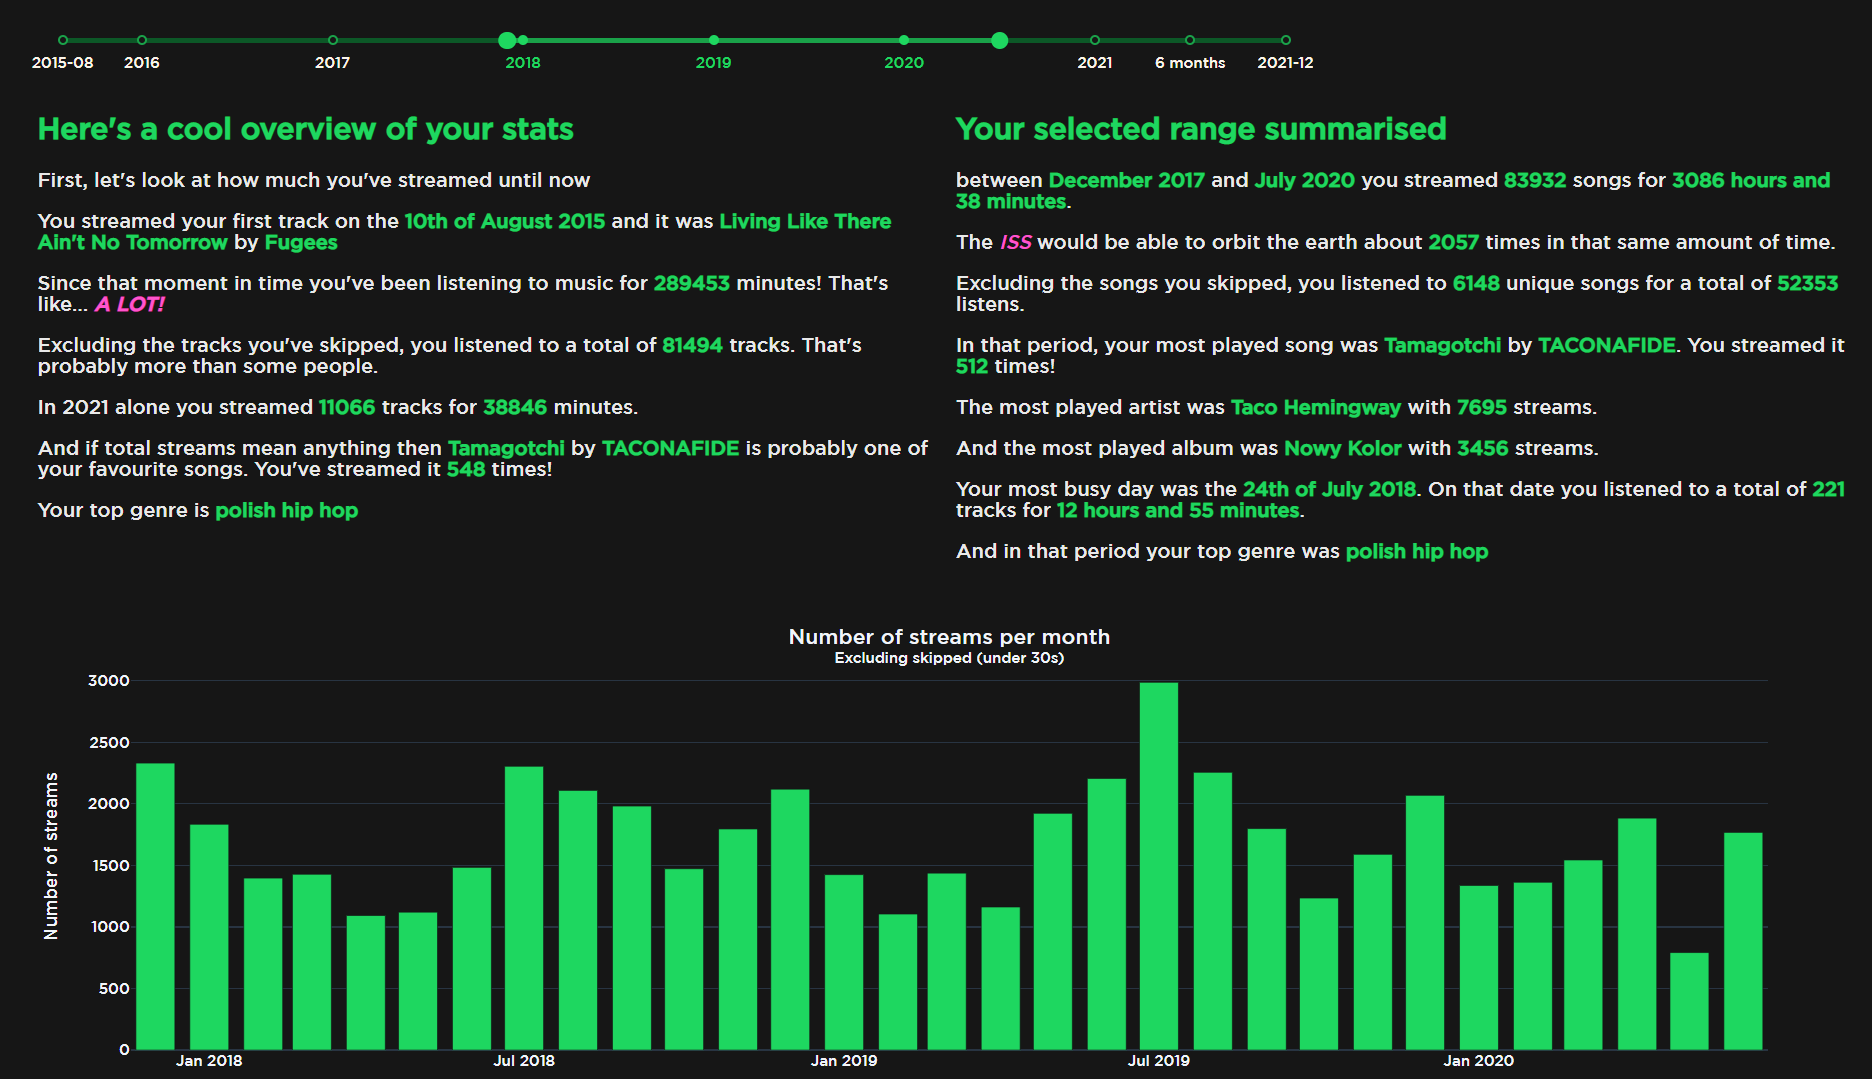 2015-08 2016 2017 2018 2019 2020 2021 6 months 2021-12
Here's a cool overview of your stats
First, let's look at how much you've streamed until now
You streamed your first track on the 10th of August 2015 and it was Living Like There
Ain't No Tomorrow by Fugees
Since that moment in time you've been listening to music for 289453 minutes! That's
like... A LOT!
Excluding the tracks you've skipped, you listened to a total of 81494 tracks. That's
probably more than some people.
In 2021 alone you streamed 11066 tracks for 38846 minutes.
And if total streams mean anything then Tamagotchi by TACONAFIDE is probably one of
your favourite songs. You've streamed it 548 times!
Your top genre is polish hip hop
Your selected range summarised
between December 2017 and July 2020 you streamed 83932 songs for 3086 hours and
38 minutes.
The ISS would be able to orbit the earth about 2057 times in that same amount of time.
Excluding the songs you skipped, you listened to 6148 unique songs for a total of 52353
listens.
In that period, your most played song was Tamagotchi by TACONAFIDE. You streamed it
512 times!
The most played artist was Taco Hemingway with 7695 streams.
And the most played album was Nowy Kolor with 3456 streams.
Your most busy day was the 24th of July 2018. On that date you listened to a total of 221
tracks for 12 hours and 55 minutes.
And in that period your top genre was polish hip hop
Number of streams per month
Excluding skipped (under 30s)
Number of streams
3000
2500
2000
1500
1000
500
0
Jan 2018 Jul 2018 Jan 2019 Jul 2019 Jan 2020